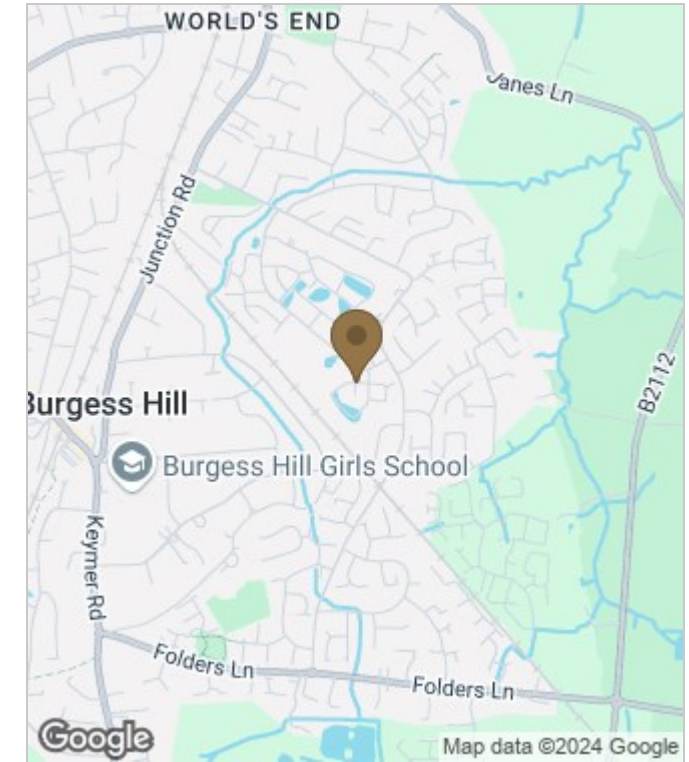 WORLD'S END
Janes Ln
Junction Rd
B2112
Burgess Hill
Burgess Hill Girls School
Keymer Rd
Folders Ln
Folders Ln
Google
Map data ©2024 Google